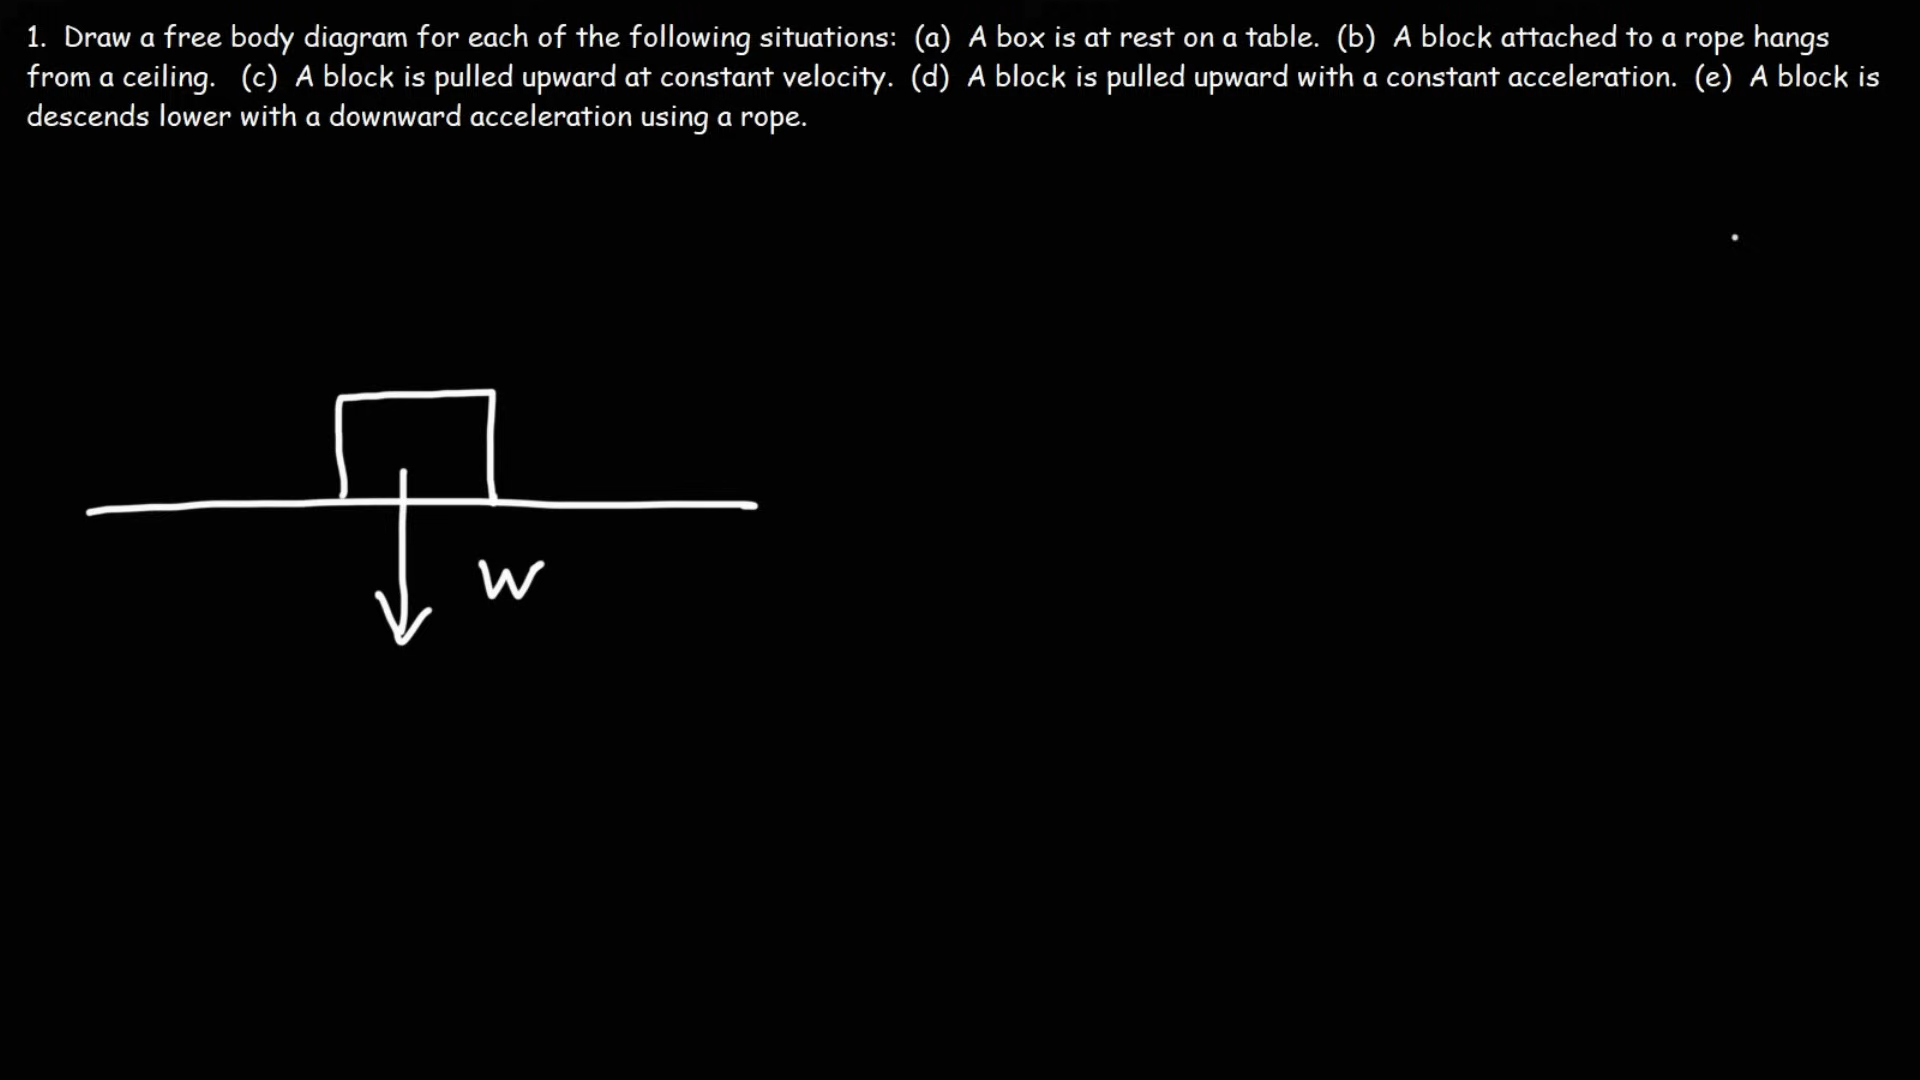 1. Draw a free body diagram for each of the following situations: (a) A box is at rest on a table. (b) A block attached to a rope hangs
from a ceiling. (c) A block is pulled upward at constant velocity. (d) A block is pulled upward with a constant acceleration. (e) A block is
descends lower with a downward acceleration using a rope.
W